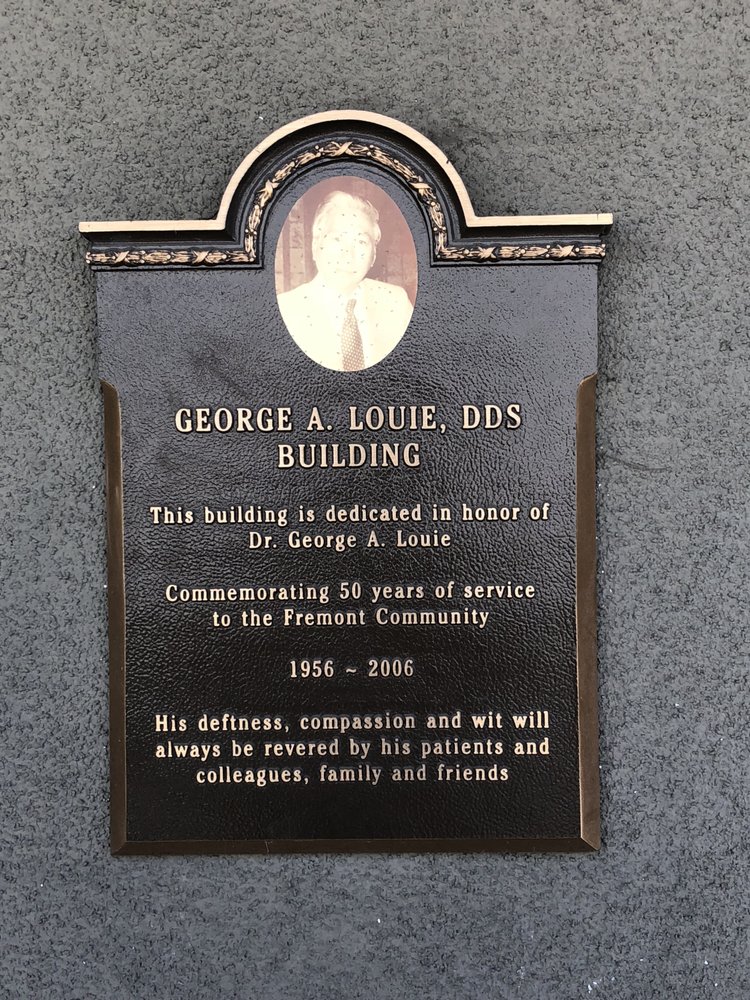 GEORGE A. LOUIE, DDS
BUILDING
This building is dedicated in honor of
Dr. George A. Louie
Commemorating 50 years of service
to the Fremont Community
1956 ~ 2006
His deftness, compassion and wit will
always be revered by his patients and
colleagues, family and friends